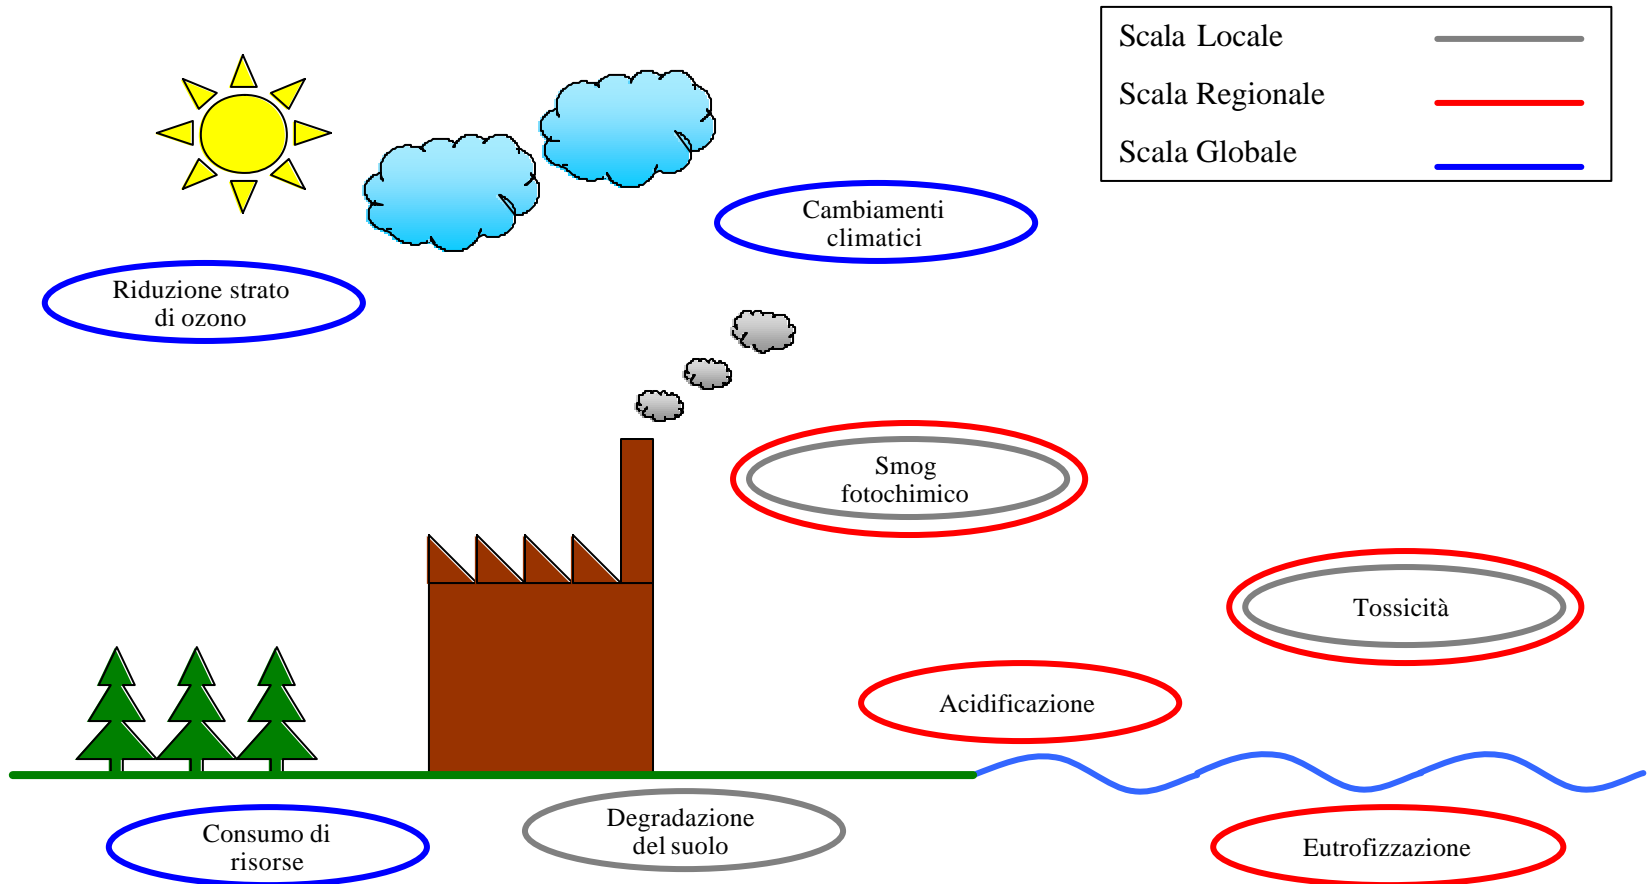 Scala Locale
Scala Regionale
Scala Globale
Cambiamenti
climatici
Riduzione strato
di ozono
Smog
fotochimico
Tossicità
Acidificazione
Degradazione
del suolo
Consumo di
risorse
Eutrofizzazione